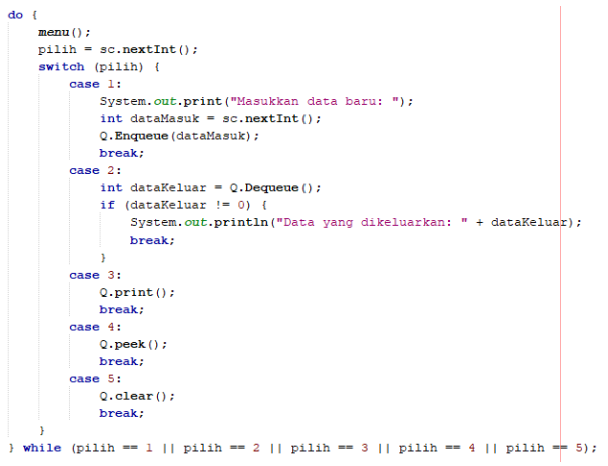 do {
menu();
pilih = sc.nextInt();
switch (pilih) {
case 1:
System.out.print("Masukkan data baru: ");
int dataMasuk = sc.nextInt();
Q.Enqueue(dataMasuk);
break;
case 2:
int dataKeluar = Q.Dequeue();
if (dataKeluar != 0) {
System.out.println("Data yang dikeluarkan: " + dataKeluar);
break;
}
case 3:
Q.print();
break;
case 4:
Q.peek();
break;
case 5:
Q.clear();
break;
}
} while (pilih == 1 || pilih == 2 || pilih == 3 || pilih == 4 || pilih == 5);